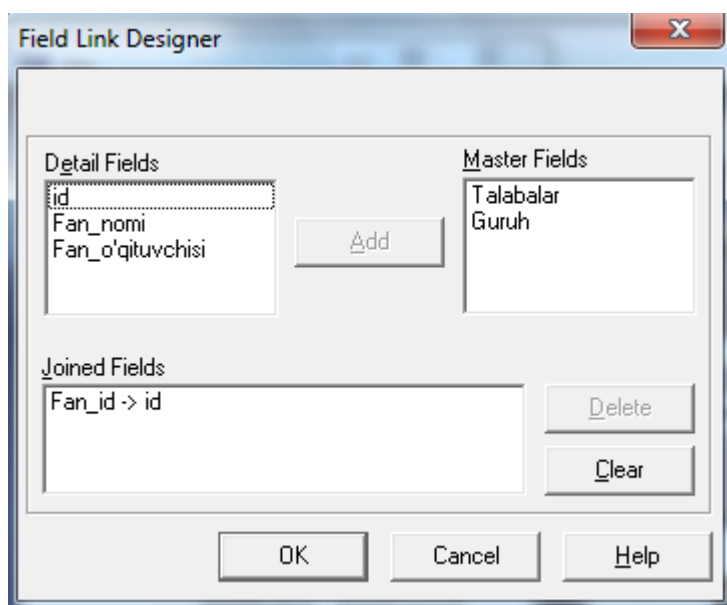 Field Link Designer
Detail Fields
id
Fan_nomi
Fan_o'qituvchisi
Add
Master Fields
Talabalar
Guruh
Joined Fields
Fan_id -> id
Delete
Clear
OK
Cancel
Help